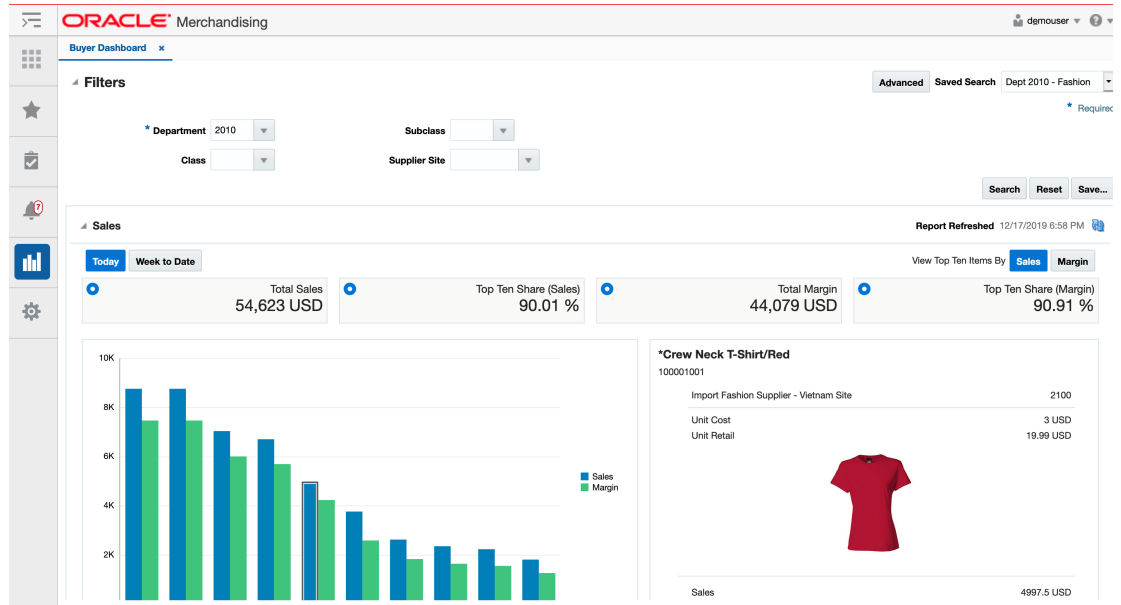 ORACLE® Merchandising
demouser
Buyer Dashboard x
Filters
Advanced Saved Search Dept 2010 - Fashion
* Required
* Department 2010 Subclass
Class Supplier Site
Search Reset Save...
7
Sales Report Refreshed 12/17/2019 6:58 PM
Today Week to Date View Top Ten Items By Sales Margin
Total Sales
54,623 USD
Top Ten Share (Sales)
90.01 %
Total Margin
44,079 USD
Top Ten Share (Margin)
90.91 %
10K
8K
6K
4K
2K
Sales
Margin
*Crew Neck T-Shirt/Red
100001001
Import Fashion Supplier - Vietnam Site 2100
Unit Cost 3 USD
Unit Retail 19.99 USD
Sales 4997.5 USD